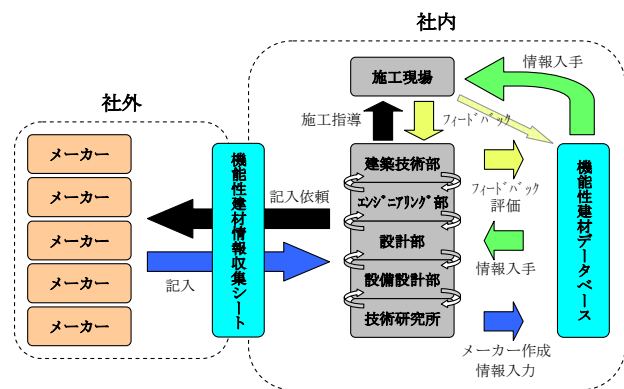 社内
社外
施工現場
情報入手
施工指導
フィードバック
メーカー
メーカー
メーカー
メーカー
メーカー
機能性建材情報収集シート
記入依頼
記入
建築技術部
エンジニアリング部
設計部
設備設計部
技術研究所
フィードバック
評価
情報入手
メーカー作成
情報入力
機能性建材データベース